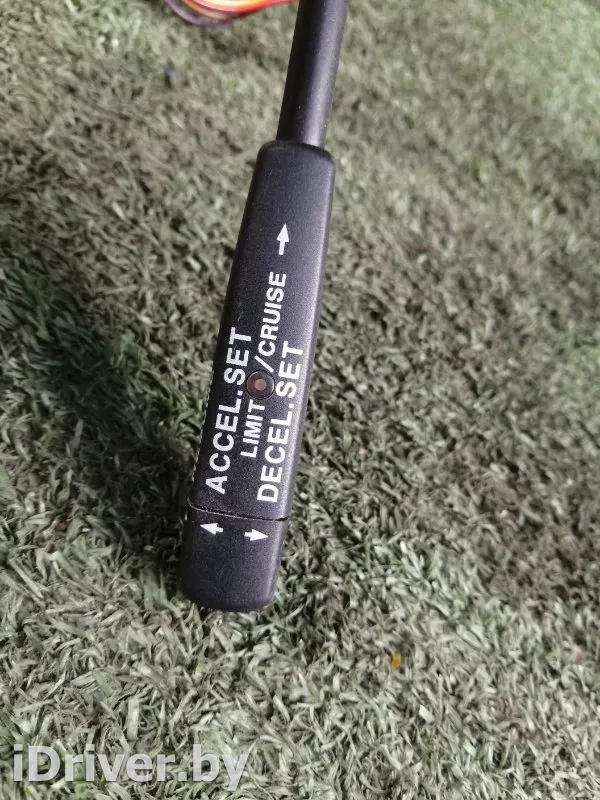 ACCEL.SET
LIMIT /CRUISE →
DECEL.SET
← →
iDriver.by